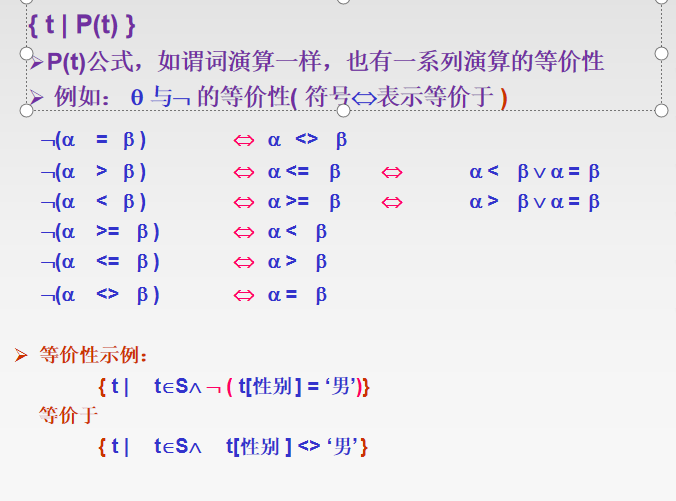 { t | P(t) }
➢P(t)公式，如谓词演算一样，也有一系列演算的等价性
➢ 例如： θ 与¬ 的等价性( 符号⇔表示等价于 )
¬(α = β) ⇔ α <> β
¬(α > β) ⇔ α <= β ⇔ α < β∨α = β
¬(α < β) ⇔ α >= β ⇔ α > β∨α = β
¬(α >= β) ⇔ α < β
¬(α <= β) ⇔ α > β
¬(α <> β) ⇔ α = β
➢ 等价性示例：
{ t | t∈S∧¬ ( t[性别] = ‘男’)}
等价于
{ t | t∈S∧ t[性别 ] <> ‘男’}